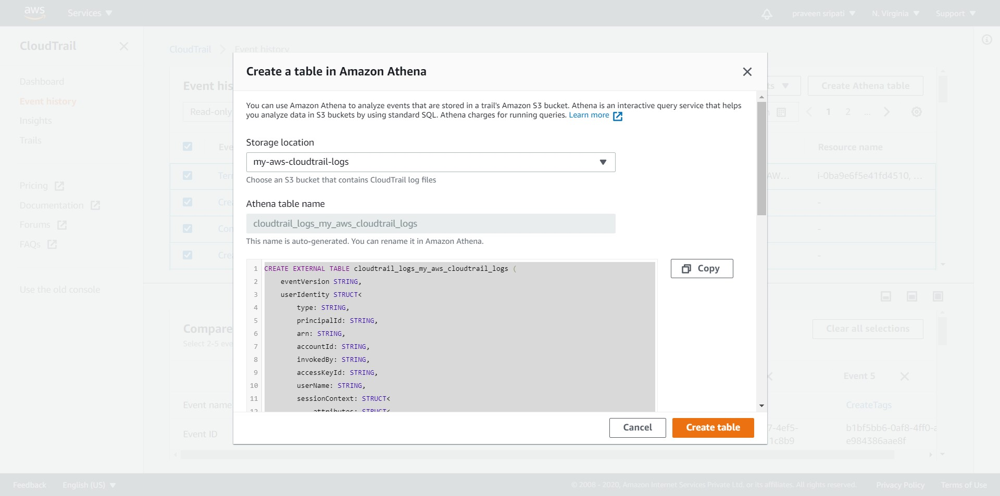 aws
Services
praveen sripati
N. Virginia
Support
CloudTrail
Dashboard
Event history
Insights
Trails
Pricing
Documentation
Forums
FAQs
Use the old console
CloudTrail
Event history
Event his
Create Athena table
Read-only
1 2 ...
Eve
Resource name
Ter
AW...
i-0ba9e6f5e41fd4510, ...
Cre
-
Con
-
Cre
-
Create a table in Amazon Athena
You can use Amazon Athena to analyze events that are stored in a trail's Amazon S3 bucket. Athena is an interactive query service that helps
you analyze data in S3 buckets by using standard SQL. Athena charges for running queries. Learn more
Storage location
my-aws-cloudtrail-logs
Choose an S3 bucket that contains CloudTrail log files
Athena table name
cloudtrail_logs_my_aws_cloudtrail_logs
This name is auto-generated. You can rename it in Amazon Athena.
1 CREATE EXTERNAL TABLE cloudtrail_logs_my_aws_cloudtrail_logs (
2 eventVersion STRING,
3 userIdentity STRUCT<
4 type: STRING,
5 principalId: STRING,
6 arn: STRING,
7 accountId: STRING,
8 invokedBy: STRING,
9 accessKeyId: STRING,
10 userName: STRING,
11 sessionContext: STRUCT<
12 attributes: STRUCT<
Copy
Cancel
Create table
Compare
Select 2-5 eve
Clear all selections
Event 5
Event name
CreateTags
Event ID
7-4ef5-
1c8b9
b1bf5bb6-0af8-4ff0-a
e984386aae8f
Feedback
English (US)
© 2008 - 2020, Amazon Internet Services Private Ltd. or its affiliates. All rights reserved.
Privacy Policy
Terms of Use